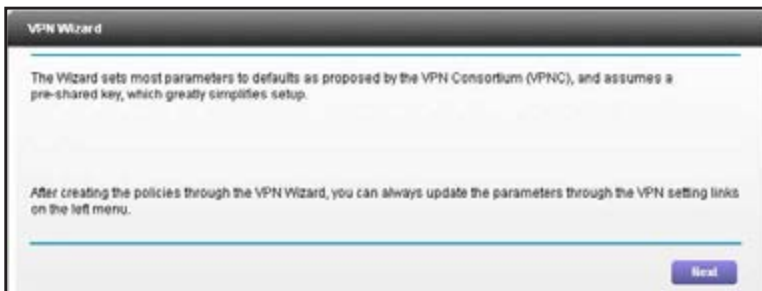 VPN Wizard
The Wizard sets most parameters to defaults as proposed by the VPN Consortium (VPNC), and assumes a
pre-shared key, which greatly simplifies setup.
After creating the policies through the VPN Wizard, you can always update the parameters through the VPN setting links
on the left menu.
Next